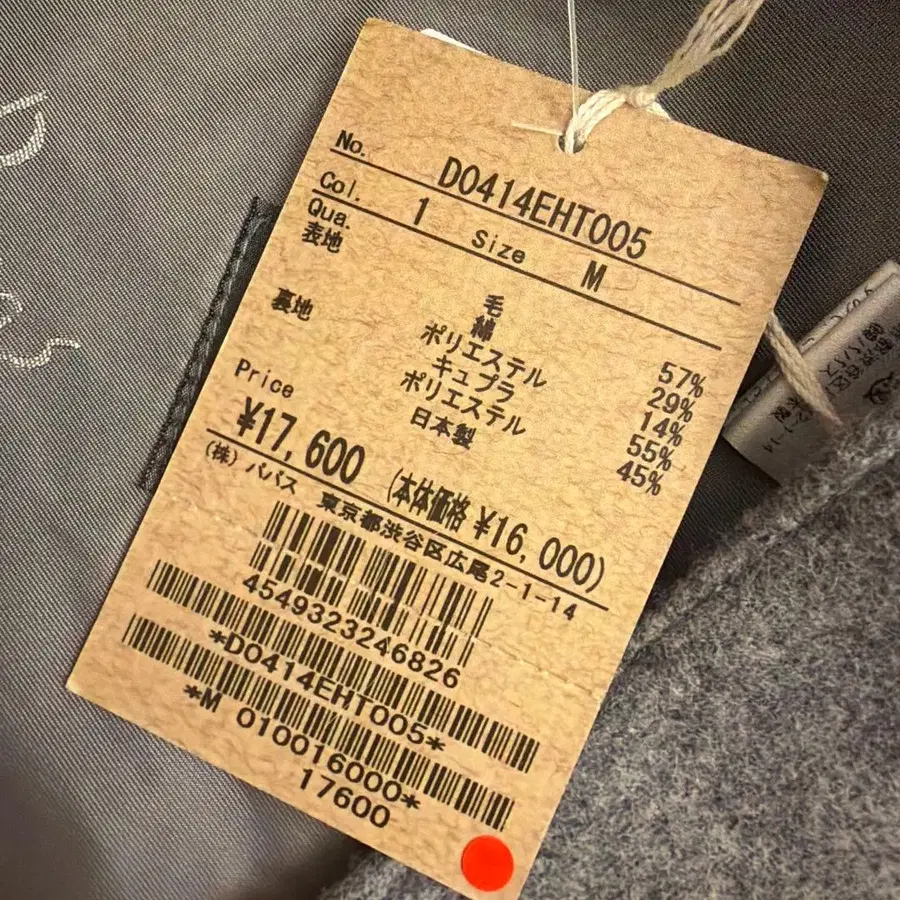 No. D0414EHT005
Col. 1 Size M
Qua.
表地 毛 57%
綿 29%
ポリエステル 14%
裏地 キュプラ 55%
ポリエステル 45%
日本製
Price
¥17,600 (本体価格 ¥16,000)
(株) パパス 東京都渋谷区広尾2-1-14
4549323246826
*D0414EHT005*
*M 010016000*
17600